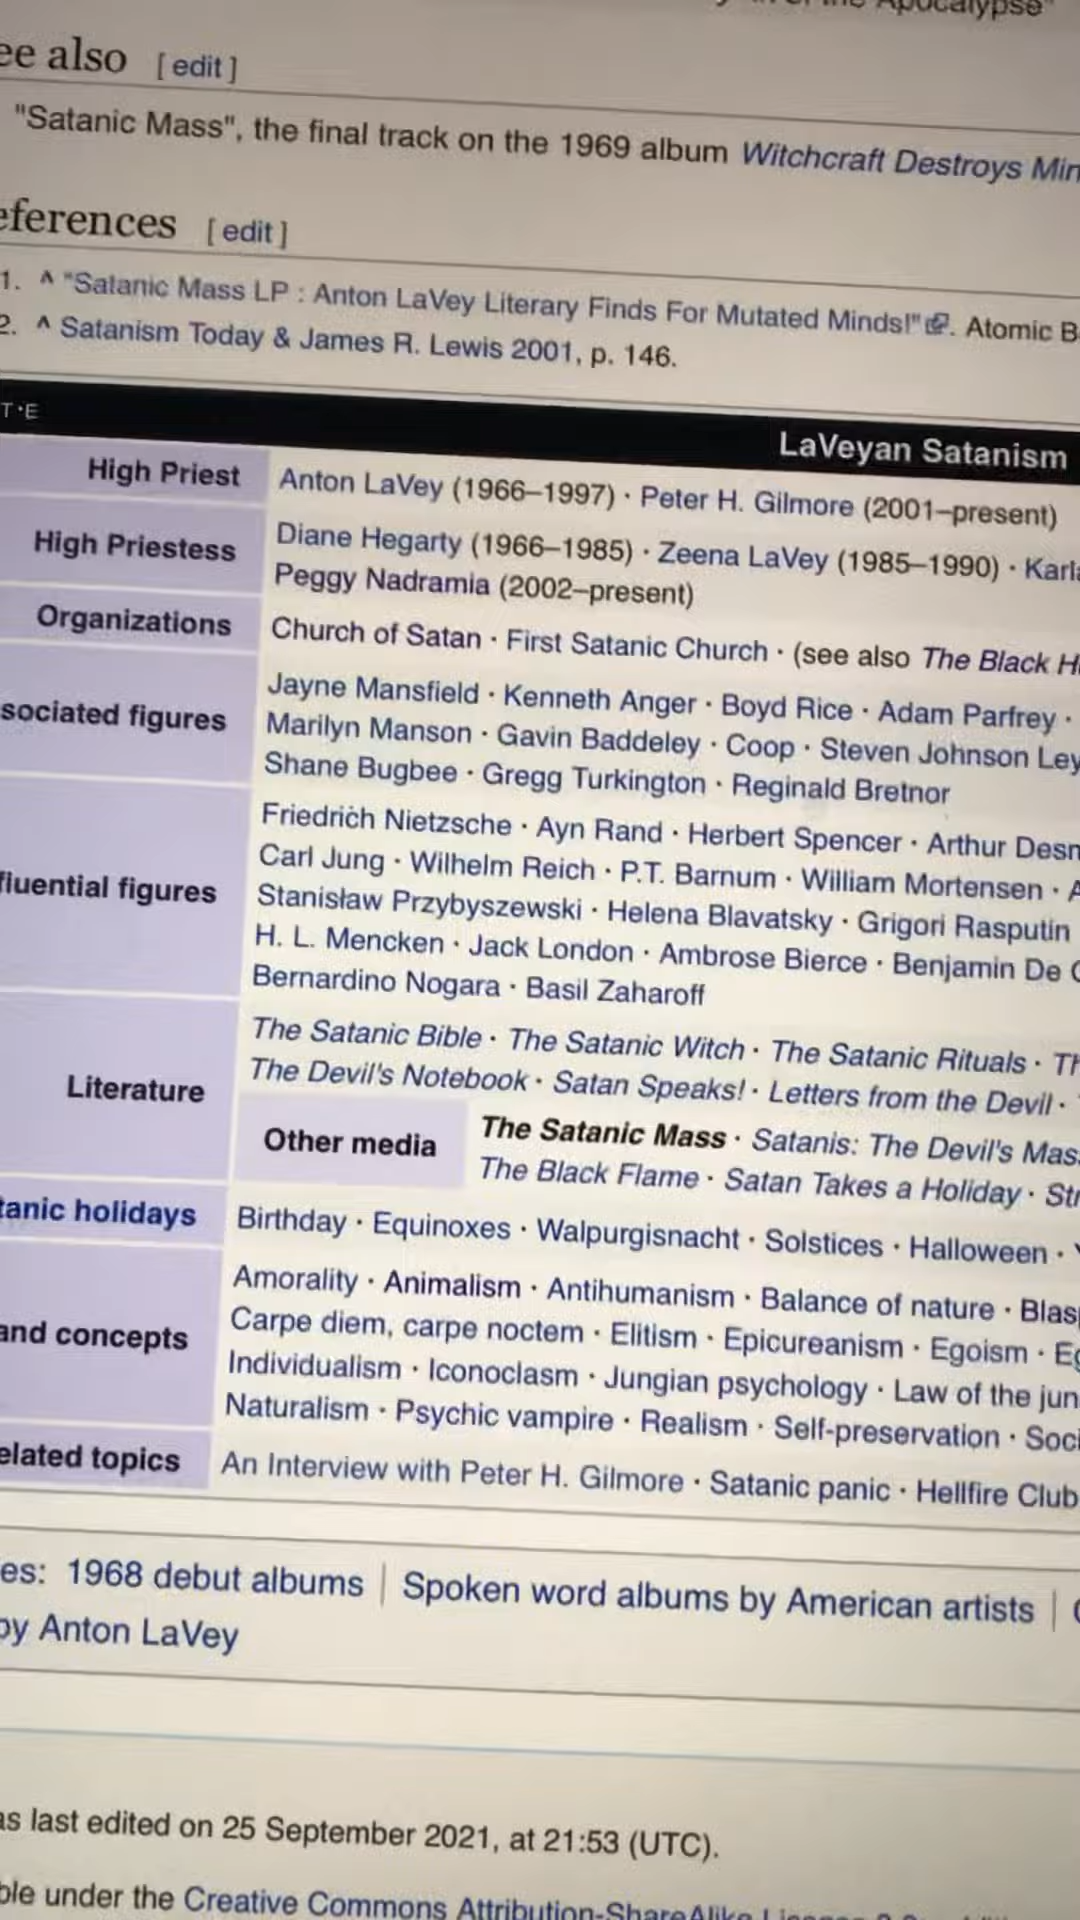 Apocalypse"
ee also [ edit ]
"Satanic Mass", the final track on the 1969 album Witchcraft Destroys Min
eferences [ edit ]
1. ^ "Satanic Mass LP : Anton LaVey Literary Finds For Mutated Minds!". Atomic B
2. ^ Satanism Today & James R. Lewis 2001, p. 146.
T·E
LaVeyan Satanism
High Priest
Anton LaVey (1966–1997) · Peter H. Gilmore (2001–present)
High Priestess
Diane Hegarty (1966–1985) · Zeena LaVey (1985–1990) · Karla
Peggy Nadramia (2002–present)
Organizations
Church of Satan · First Satanic Church · (see also The Black H
sociated figures
Jayne Mansfield · Kenneth Anger · Boyd Rice · Adam Parfrey ·
Marilyn Manson · Gavin Baddeley · Coop · Steven Johnson Ley
Shane Bugbee · Gregg Turkington · Reginald Bretnor
fluential figures
Friedrich Nietzsche · Ayn Rand · Herbert Spencer · Arthur Desm
Carl Jung · Wilhelm Reich · P.T. Barnum · William Mortensen · A
Stanisław Przybyszewski · Helena Blavatsky · Grigori Rasputin
H. L. Mencken · Jack London · Ambrose Bierce · Benjamin De C
Bernardino Nogara · Basil Zaharoff
Literature
The Satanic Bible · The Satanic Witch · The Satanic Rituals · Th
The Devil's Notebook · Satan Speaks! · Letters from the Devil ·
Other media
The Satanic Mass · Satanis: The Devil's Mass
The Black Flame · Satan Takes a Holiday · Str
tanic holidays
Birthday · Equinoxes · Walpurgisnacht · Solstices · Halloween · Y
and concepts
Amorality · Animalism · Antihumanism · Balance of nature · Blasp
Carpe diem, carpe noctem · Elitism · Epicureanism · Egoism · Eg
Individualism · Iconoclasm · Jungian psychology · Law of the jun
Naturalism · Psychic vampire · Realism · Self-preservation · Soci
elated topics
An Interview with Peter H. Gilmore · Satanic panic · Hellfire Club
es: 1968 debut albums | Spoken word albums by American artists |
by Anton LaVey
as last edited on 25 September 2021, at 21:53 (UTC).
ble under the Creative Commons Attribution-ShareAlike